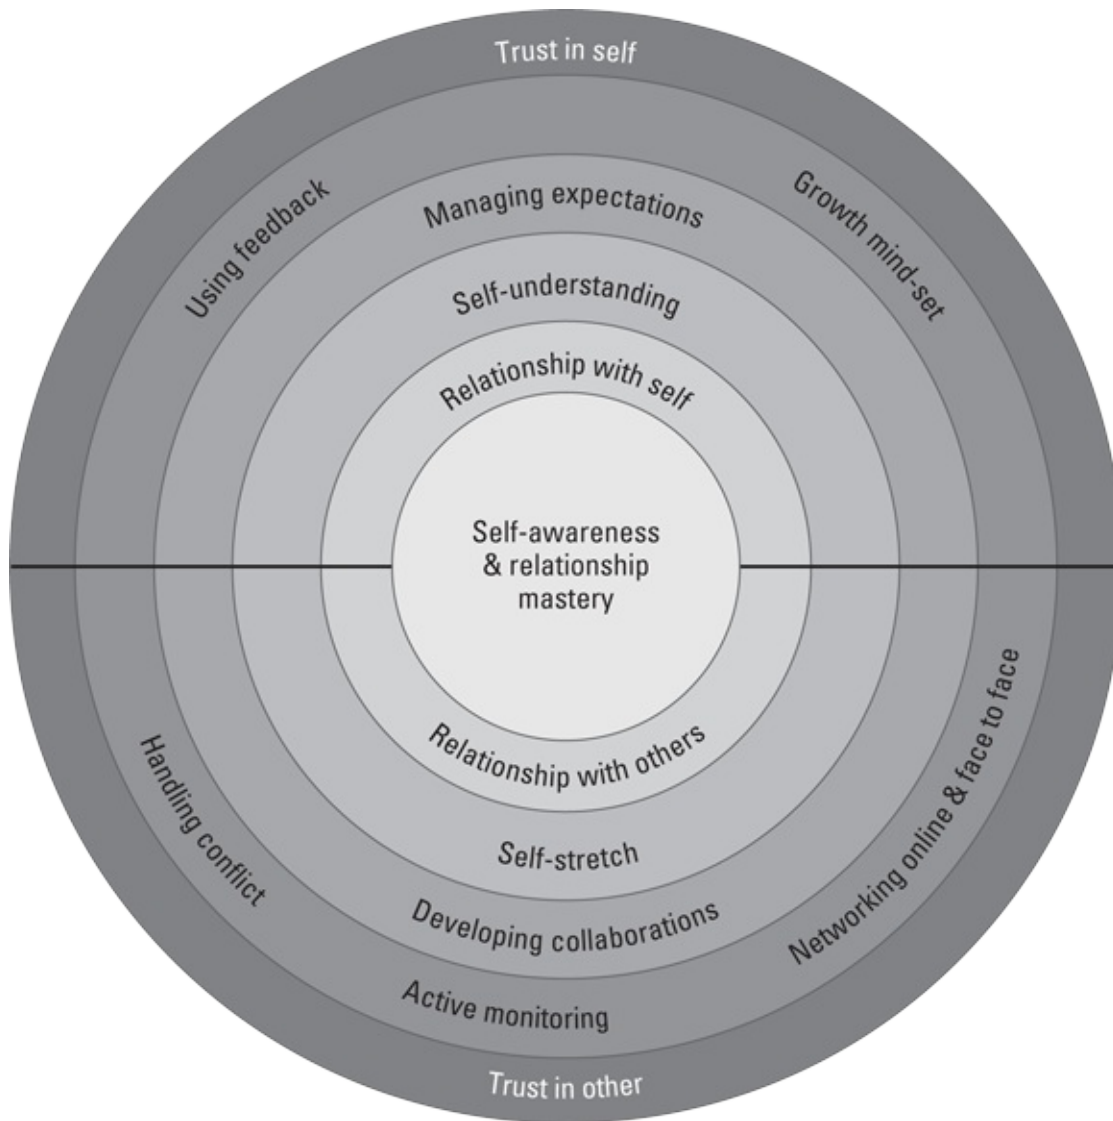 Trust in self
Using feedback
Growth mind-set
Managing expectations
Self-understanding
Relationship with self
Self-awareness
& relationship
mastery
Relationship with others
Self-stretch
Developing collaborations
Handling conflict
Active monitoring
Networking online & face to face
Trust in other